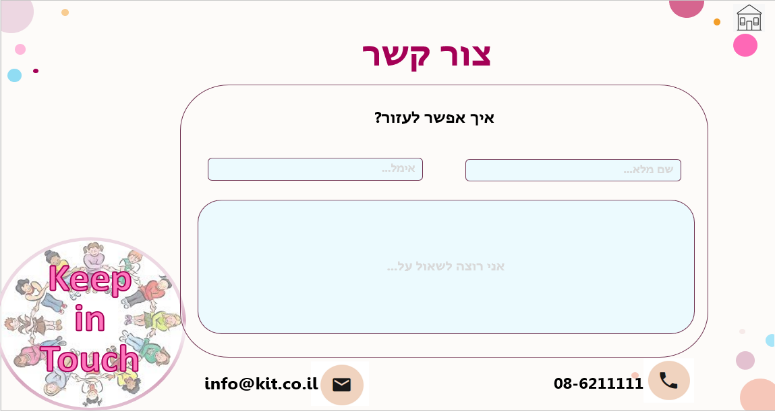 צור קשר
איך אפשר לעזור?
שם מלא...
אימל...
אני רוצה לשאול על...
Keep
in
Touch
08-6211111
info@kit.co.il